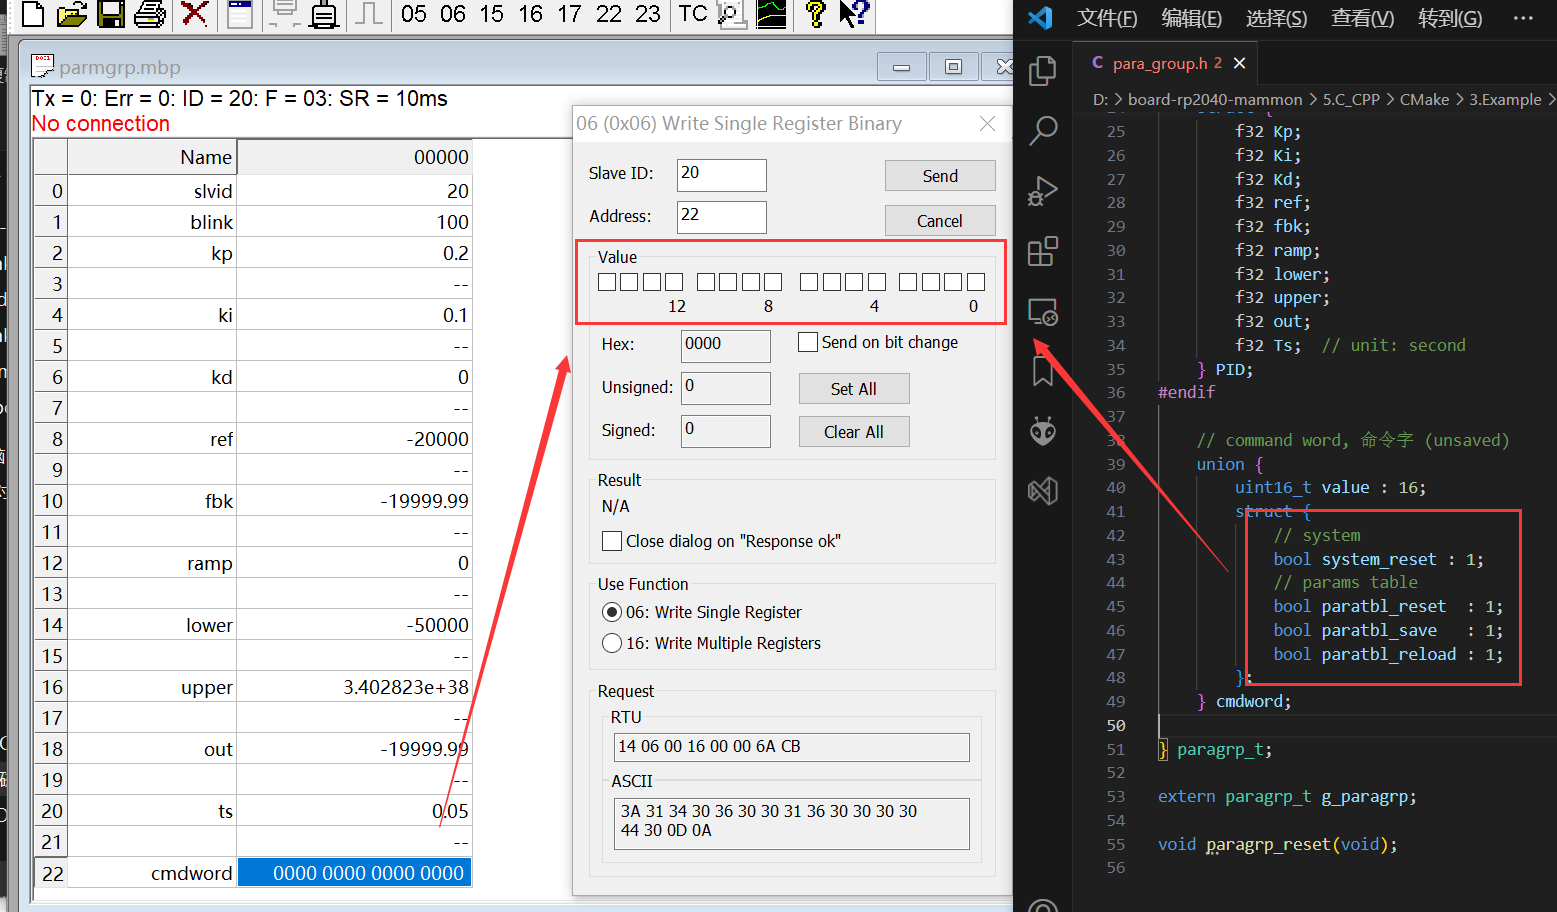 05 06 15 16 17 22 23 TC
parmgrp.mbp
Tx = 0: Err = 0: ID = 20: F = 03: SR = 10ms
No connection
Name 00000
0 slvid 20
1 blink 100
2 kp 0.2
3 --
4 ki 0.1
5 --
6 kd 0
7 --
8 ref -20000
9 --
10 fbk -19999.99
11 --
12 ramp 0
13 --
14 lower -50000
15 --
16 upper 3.402823e+38
17 --
18 out -19999.99
19 --
20 ts 0.05
21 --
22 cmdword 0000 0000 0000 0000
06 (0x06) Write Single Register Binary
Slave ID: 20 Send
Address: 22 Cancel
Value
12 8 4 0
Hex: 0000 Send on bit change
Unsigned: 0 Set All
Signed: 0 Clear All
Result
N/A
Close dialog on "Response ok"
Use Function
06: Write Single Register
16: Write Multiple Registers
Request
RTU
14 06 00 16 00 00 6A CB
ASCII
3A 31 34 30 36 30 30 31 36 30 30 30 30
44 30 0D 0A
文件(F) 编辑(E) 选择(S) 查看(V) 转到(G) ···
C para_group.h 2
D: > board-rp2040-mammon > 5.C_CPP > CMake > 3.Example >
25 f32 Kp;
26 f32 Ki;
27 f32 Kd;
28 f32 ref;
29 f32 fbk;
30 f32 ramp;
31 f32 lower;
32 f32 upper;
33 f32 out;
34 f32 Ts; // unit: second
35 } PID;
36 #endif
37
38 // command word, 命令字 (unsaved)
39 union {
40 uint16_t value : 16;
41 struct {
42 // system
43 bool system_reset : 1;
44 // params table
45 bool paratbl_reset : 1;
46 bool paratbl_save : 1;
47 bool paratbl_reload : 1;
48 };
49 } cmdword;
50
51 } paragrp_t;
52
53 extern paragrp_t g_paragrp;
54
55 void paragrp_reset(void);
56